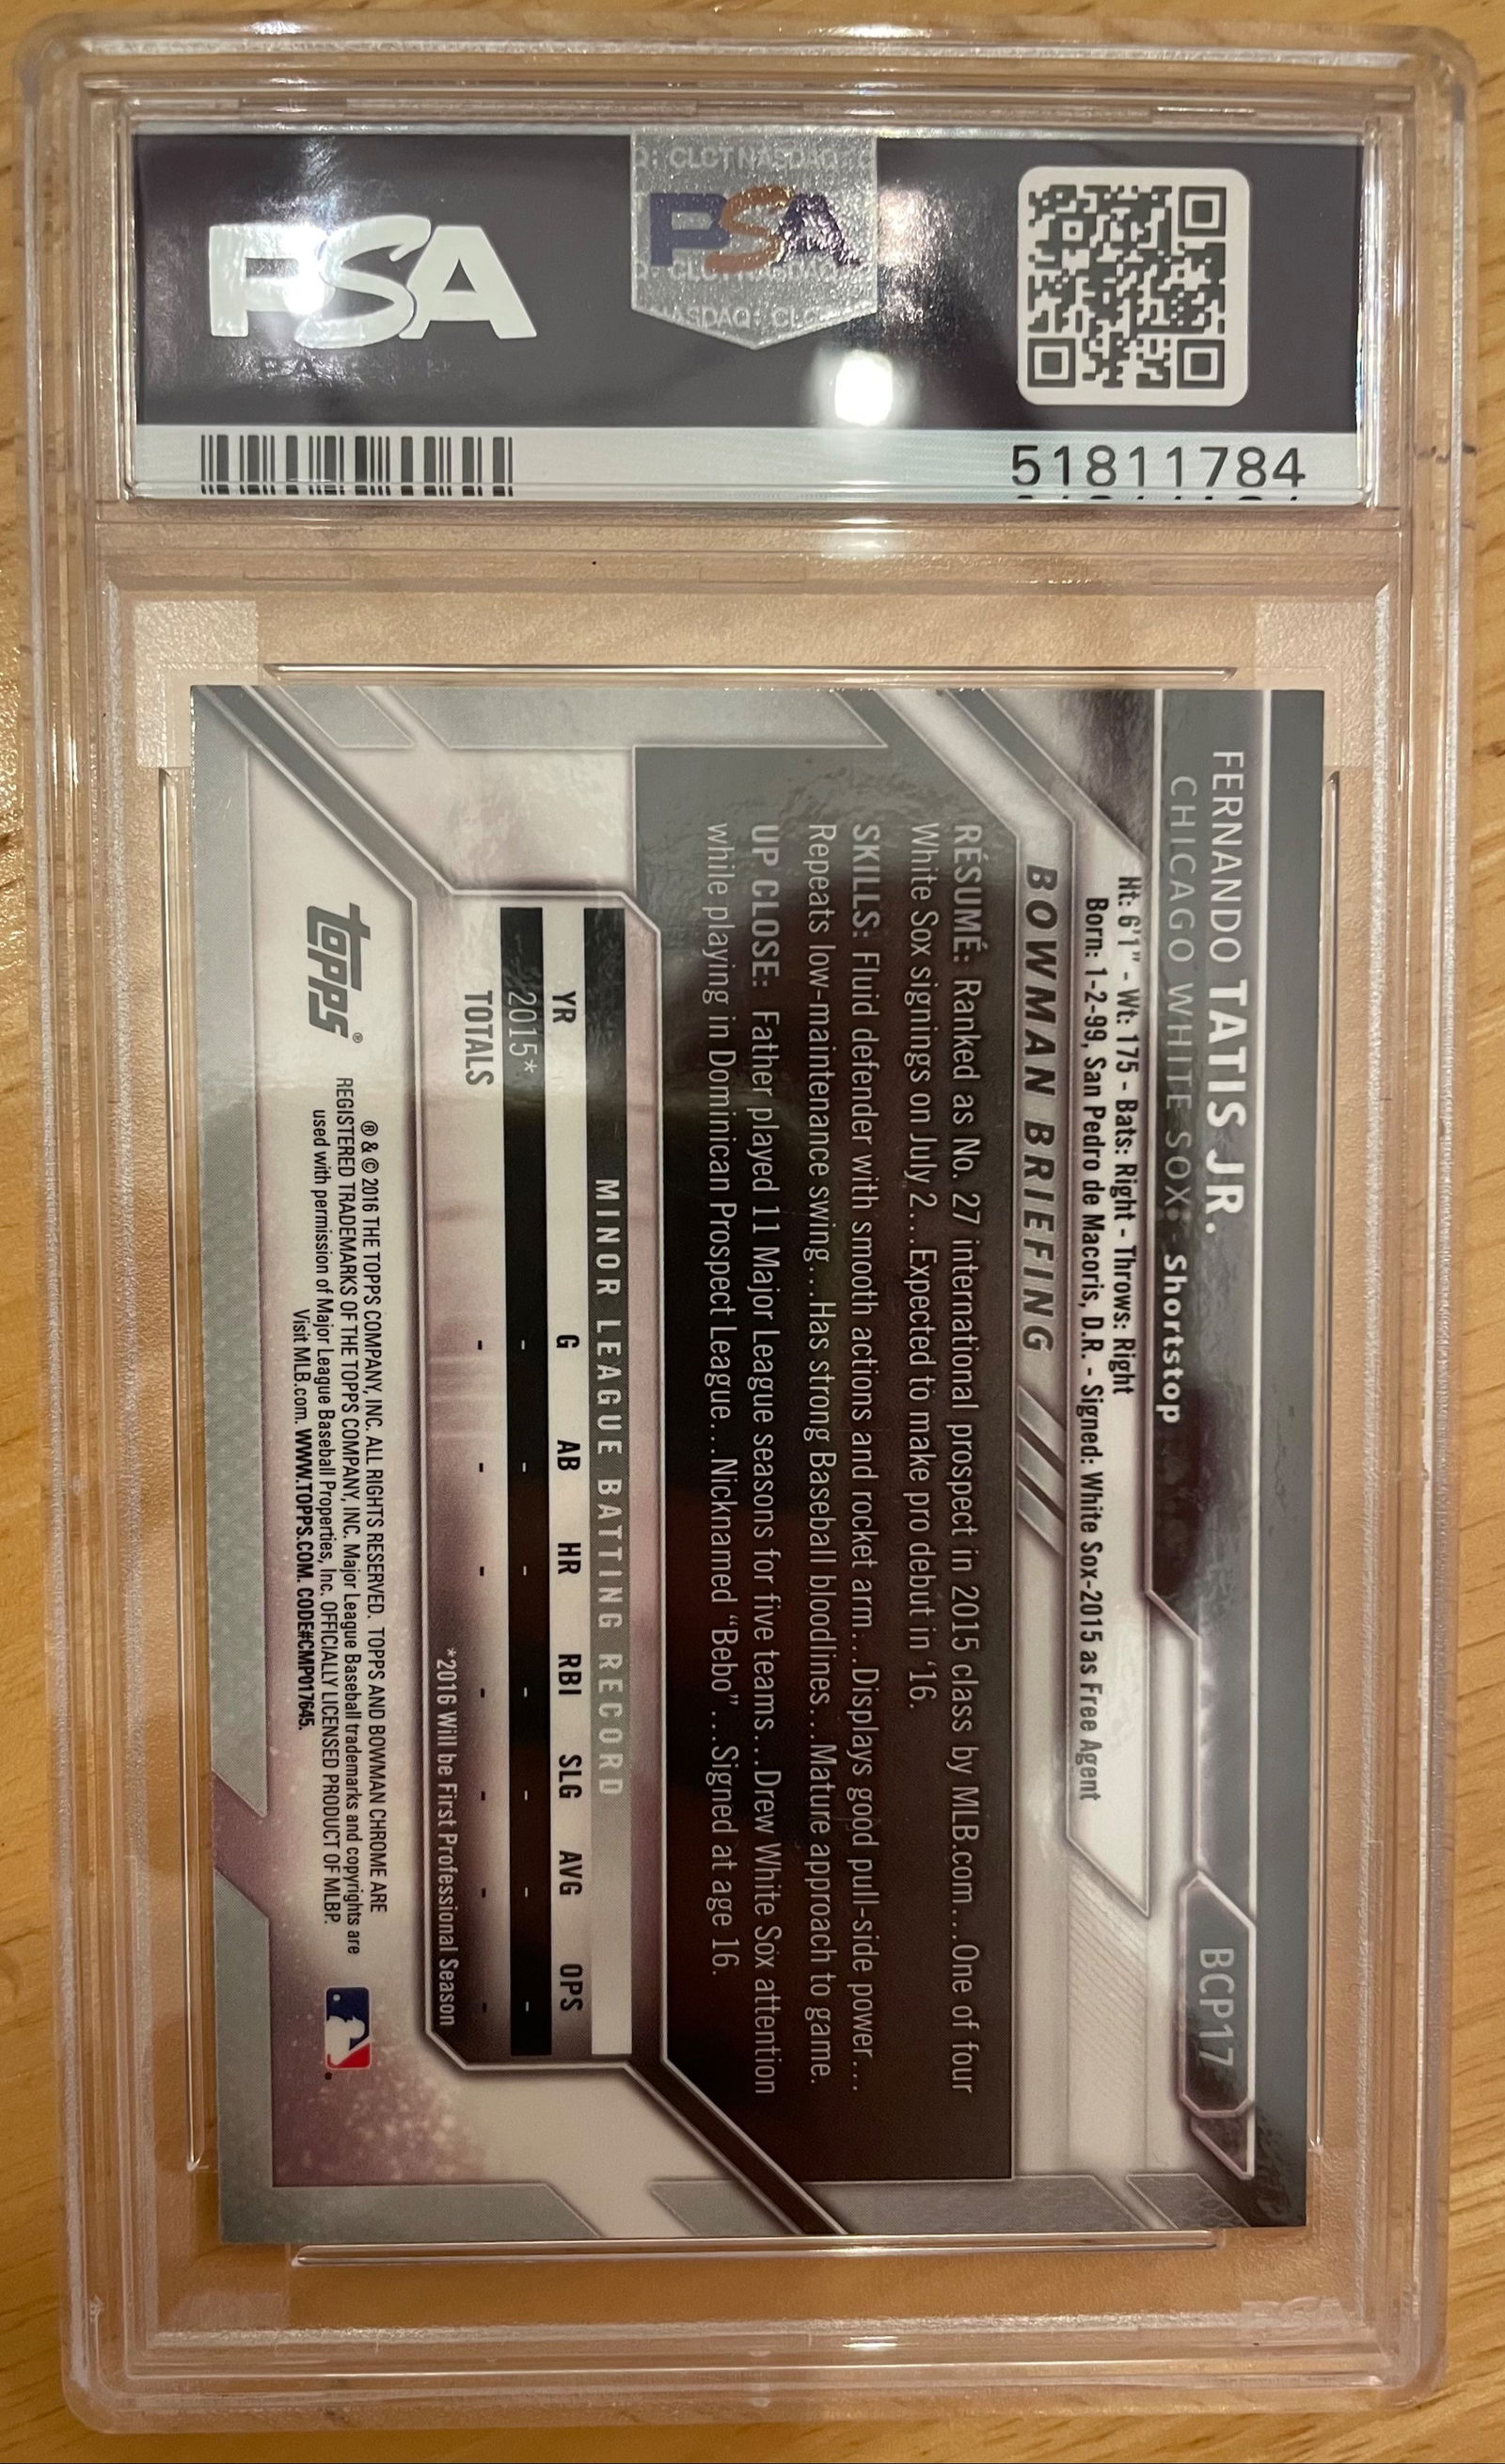 PSA
Q: CLCT NASDAQ: C
PSA
Q: CLCT NASDAQ:
NASDAQ: CLCT
51811784
FERNANDO TATIS JR.
CHICAGO WHITE SOX® - Shortstop
BCP17
Ht: 6'1" - Wt: 175 - Bats: Right - Throws: Right
Born: 1-2-99, San Pedro de Macoris, D.R. - Signed: White Sox-2015 as Free Agent
BOWMAN BRIEFING
RÉSUMÉ: Ranked as No. 27 international prospect in 2015 class by MLB.com...One of four
White Sox signings on July 2...Expected to make pro debut in '16.
SKILLS: Fluid defender with smooth actions and rocket arm...Displays good pull-side power...
Repeats low-maintenance swing...Has strong Baseball bloodlines...Mature approach to game.
UP CLOSE: Father played 11 Major League seasons for five teams...Drew White Sox attention
while playing in Dominican Prospect League...Nicknamed "Bebo"...Signed at age 16.
MINOR LEAGUE BATTING RECORD
YR G AB HR RBI SLG AVG OPS
2015* - - - - - - -
TOTALS - - - - - - -
*2016 Will be First Professional Season
topps®
® & © 2016 THE TOPPS COMPANY, INC. ALL RIGHTS RESERVED. TOPPS AND BOWMAN CHROME ARE
REGISTERED TRADEMARKS OF THE TOPPS COMPANY, INC. Major League Baseball trademarks and copyrights are
used with permission of Major League Baseball Properties, Inc. OFFICIALLY LICENSED PRODUCT OF MLBP.
Visit MLB.com. WWW.TOPPS.COM. CODE#CMP017645.